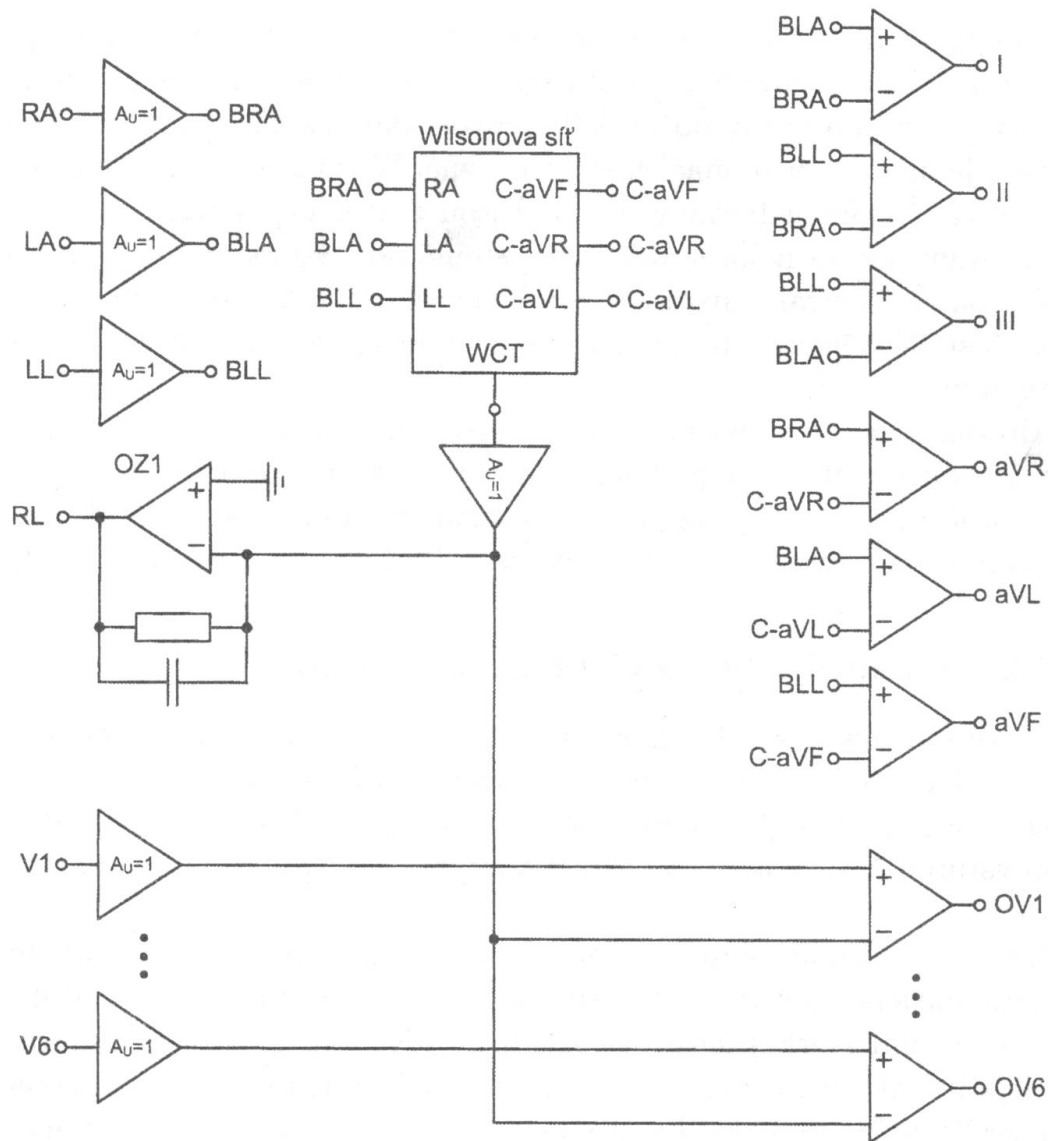 RA
AU=1
BRA
LA
AU=1
BLA
LL
AU=1
BLL
Wilsonova síť
BRA
RA
C-aVF
C-aVF
BLA
LA
C-aVR
C-aVR
BLL
LL
C-aVL
C-aVL
WCT
AU=1
OZ1
+
−
RL
BLA
+
BRA
−
I
BLL
+
BRA
−
II
BLL
+
BLA
−
III
BRA
+
C-aVR
−
aVR
BLA
+
C-aVL
−
aVL
BLL
+
C-aVF
−
aVF
V1
AU=1
+
−
OV1
V6
AU=1
+
−
OV6